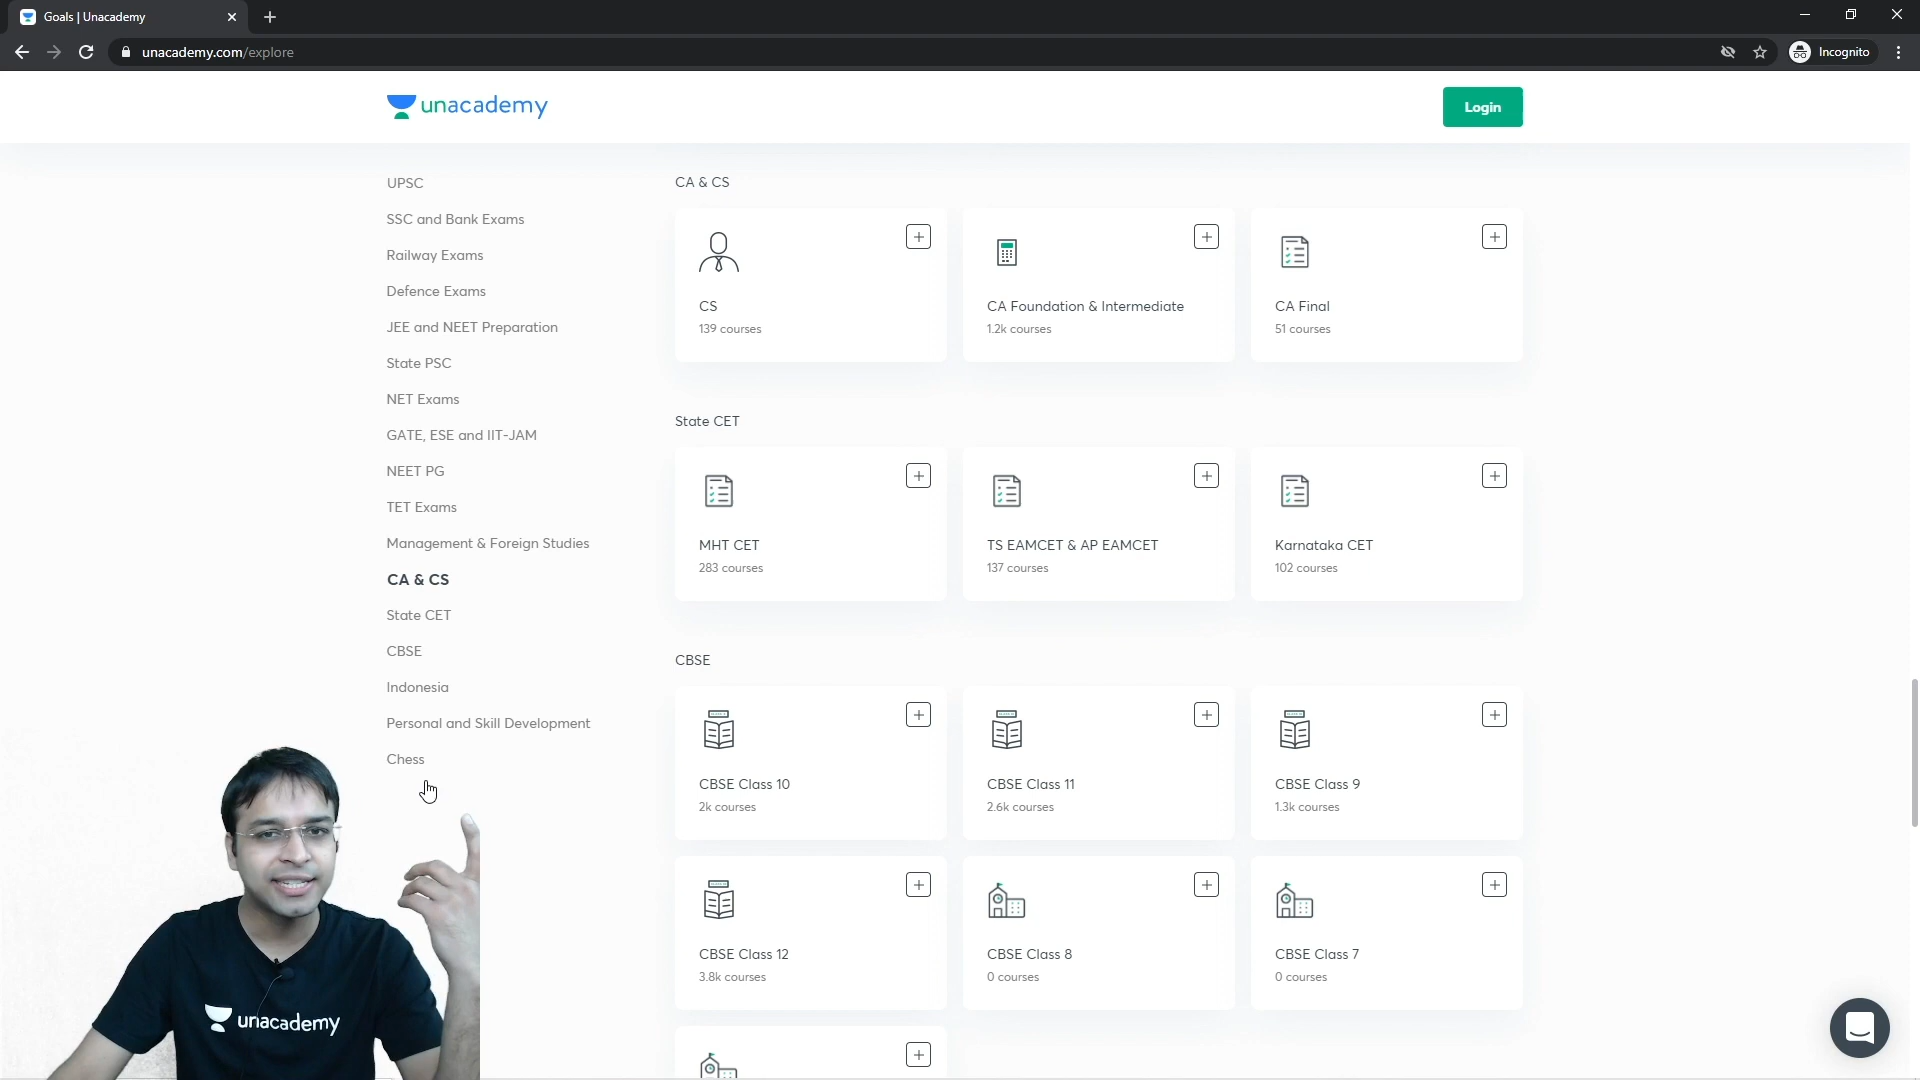 Goals | Unacademy
unacademy.com/explore
Incognito
unacademy
Login
UPSC
SSC and Bank Exams
Railway Exams
Defence Exams
JEE and NEET Preparation
State PSC
NET Exams
GATE, ESE and IIT-JAM
NEET PG
TET Exams
Management & Foreign Studies
CA & CS
State CET
CBSE
Indonesia
Personal and Skill Development
Chess
CA & CS
CS
139 courses
CA Foundation & Intermediate
1.2k courses
CA Final
51 courses
State CET
MHT CET
283 courses
TS EAMCET & AP EAMCET
137 courses
Karnataka CET
102 courses
CBSE
CBSE Class 10
2k courses
CBSE Class 11
2.6k courses
CBSE Class 9
1.3k courses
CBSE Class 12
3.8k courses
CBSE Class 8
0 courses
CBSE Class 7
0 courses
unacademy